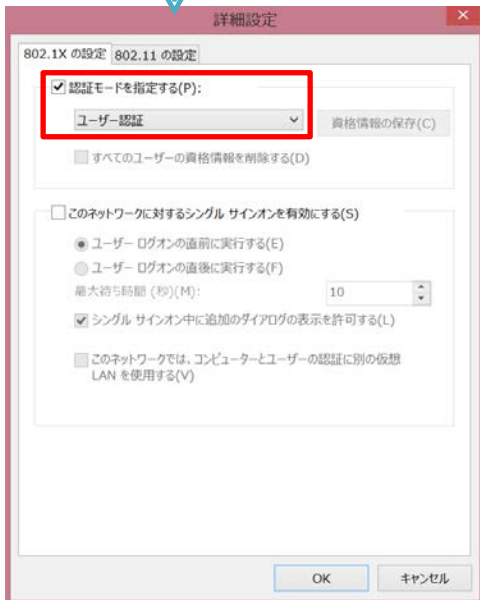 詳細設定
802.1X の設定 802.11 の設定
認証モードを指定する(P):
ユーザー認証
資格情報の保存(C)
すべてのユーザーの資格情報を削除する(D)
このネットワークに対するシングル サインオンを有効にする(S)
ユーザー ログオンの直前に実行する(E)
ユーザー ログオンの直後に実行する(F)
最大待ち時間 (秒)(M): 10
シングル サインオン中に追加のダイアログの表示を許可する(L)
このネットワークでは、コンピューターとユーザーの認証に別の仮想
LAN を使用する(V)
OK キャンセル